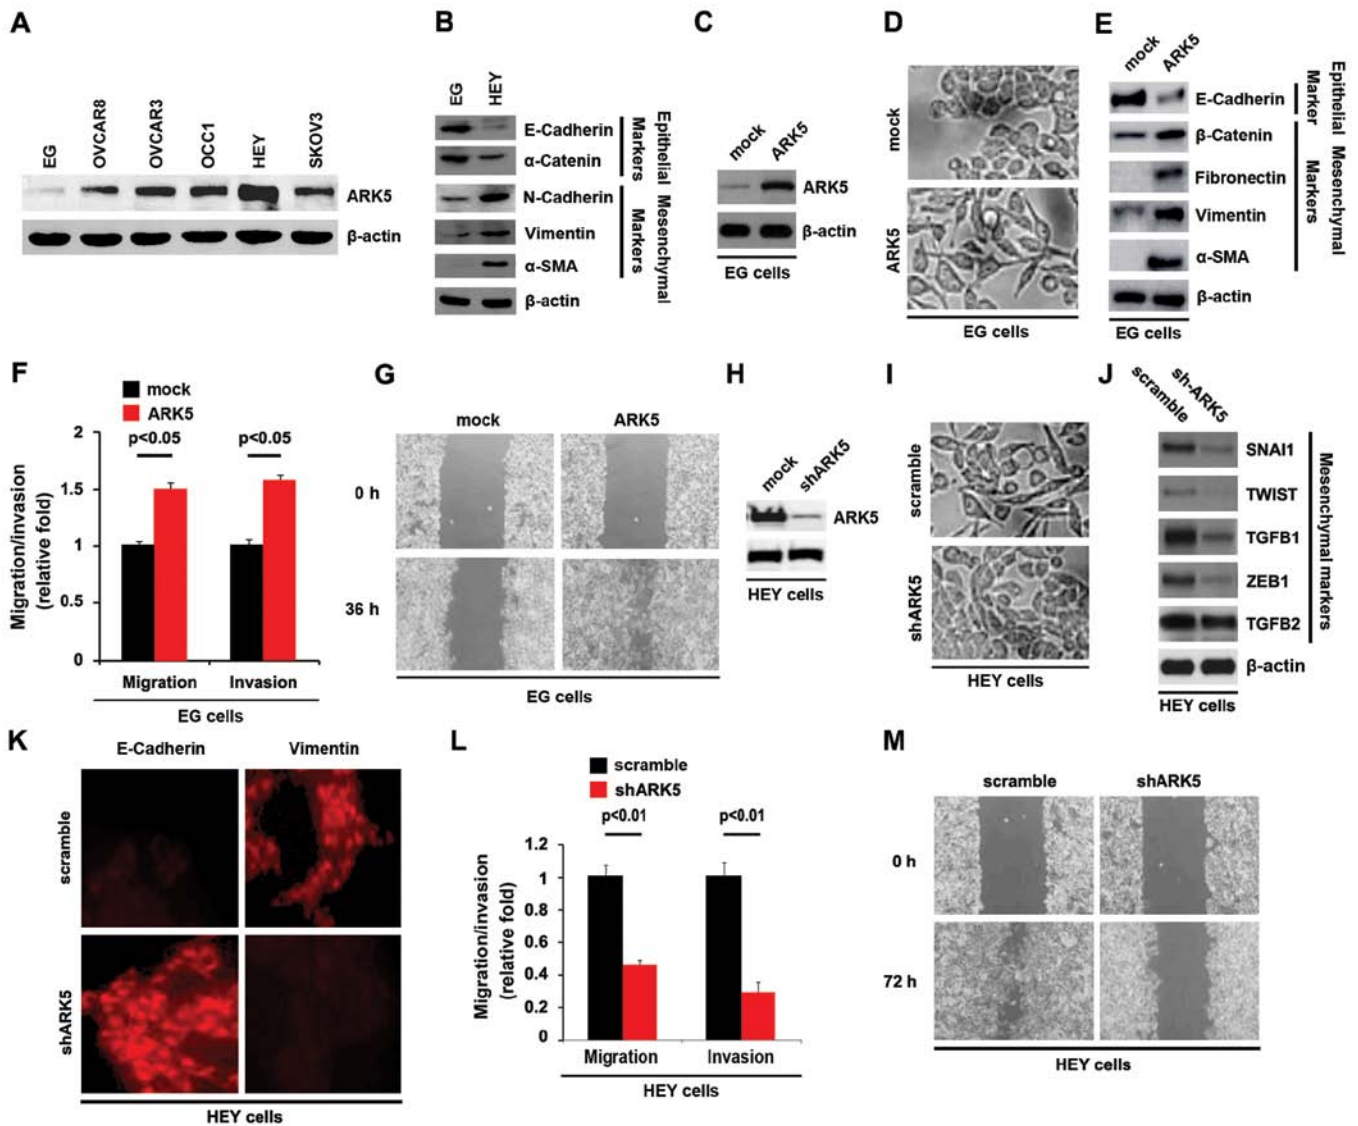 A
EG
OVCAR8
OVCAR3
OCC1
HEY
SKOV3
ARK5
β-actin
B
EG
HEY
E-Cadherin
α-Catenin
N-Cadherin
Vimentin
α-SMA
β-actin
Epithelial
Markers
Mesenchymal
Markers
C
mock
ARK5
ARK5
β-actin
EG cells
D
mock
ARK5
EG cells
E
mock
ARK5
E-Cadherin
β-Catenin
Fibronectin
Vimentin
α-SMA
β-actin
Epithelial
Marker
Mesenchymal
Markers
EG cells
F
mock
ARK5
p<0.05
p<0.05
Migration/invasion
(relative fold)
2
1.5
1
0.5
0
Migration
Invasion
EG cells
G
mock
ARK5
0 h
36 h
EG cells
H
mock
shARK5
ARK5
HEY cells
I
scramble
shARK5
HEY cells
J
scramble
sh-ARK5
SNAI1
TWIST
TGFB1
ZEB1
TGFB2
β-actin
Mesenchymal markers
HEY cells
K
E-Cadherin
Vimentin
scramble
shARK5
HEY cells
L
scramble
shARK5
p<0.01
p<0.01
Migration/invasion
(relative fold)
1.2
1
0.8
0.6
0.4
0.2
0
Migration
Invasion
HEY cells
M
scramble
shARK5
0 h
72 h
HEY cells